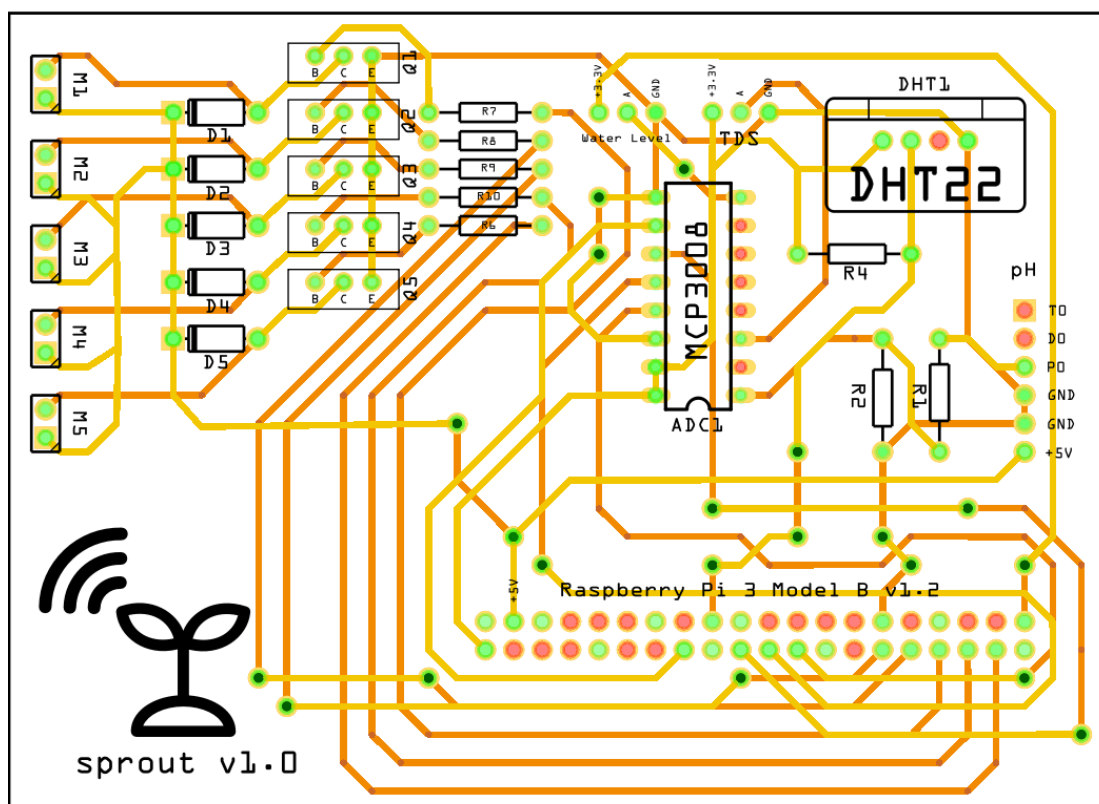 M1
M2
M3
M4
M5
D1
D2
D3
D4
D5
B C E Q1
B C E Q2
B C E Q3
B C E Q4
B C E Q5
R7
R8
R9
R10
R6
+3.3V A GND
Water Level
+3.3V A GND
TDS
DHT1
DHT22
R4
MCP3008
ADC1
R2
R1
pH
TO
DO
PO
GND
GND
+5V
+5V
Raspberry Pi 3 Model B v1.2
sprout v1.0